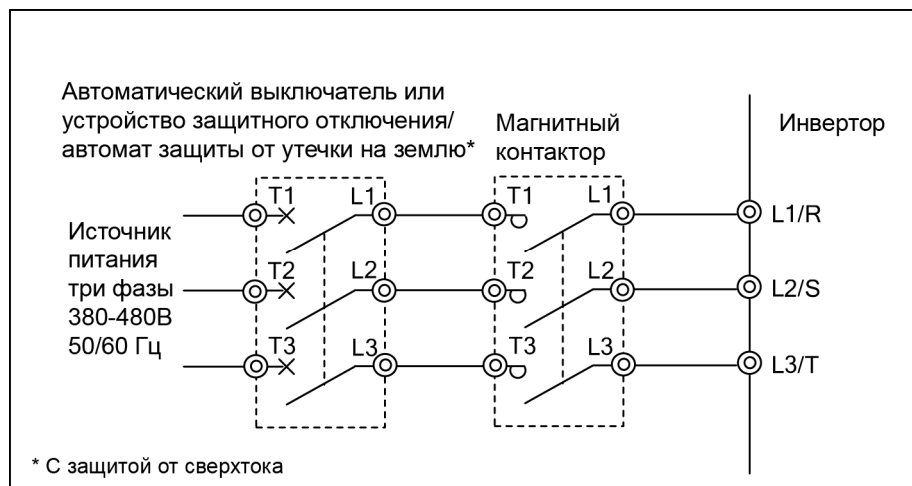 Автоматический выключатель или
устройство защитного отключения/
автомат защиты от утечки на землю*
Магнитный
контактор
Инвертор
T1 L1 T1 L1 L1/R
Источник
питания
три фазы
380-480В
50/60 Гц
T2 L2 T2 L2 L2/S
T3 L3 T3 L3 L3/T
* С защитой от сверхтока